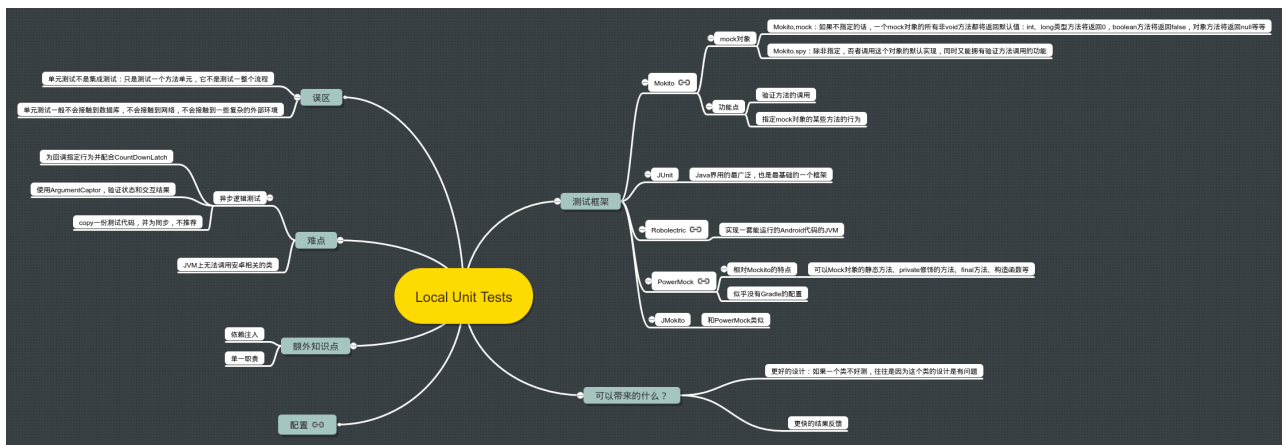 Local Unit Tests
误区
单元测试不是集成测试：只是测试一个方法单元，它不是测试一整个流程
单元测试一般不会接触到数据库，不会接触到网络，不会接触到一些复杂的外部环境
难点
异步逻辑测试
为回调指定行为并配合CountDownLatch
使用ArgumentCaptor，验证状态和交互结果
copy一份测试代码，并为同步，不推荐
JVM上无法调用安卓相关的类
额外知识点
依赖注入
单一职责
配置
测试框架
Mokito
mock对象
Mokito,mock：如果不指定的话，一个mock对象的所有非void方法都将返回默认值：int、long类型方法将返回0，boolean方法将返回false，对象方法将返回null等等
Mokito.spy：除非指定，否者调用这个对象的默认实现，同时又能拥有验证方法调用的功能
功能点
验证方法的调用
指定mock对象的某些方法的行为
JUnit
Java界用的最广泛，也是最基础的一个框架
Robolectric
实现一套能运行的Android代码的JVM
PowerMock
相对Mockito的特点
可以Mock对象的静态方法、private修饰的方法、final方法、构造函数等
似乎没有Gradle的配置
JMokito
和PowerMock类似
可以带来的什么？
更好的设计：如果一个类不好测，往往是因为这个类的设计是有问题
更快的结果反馈